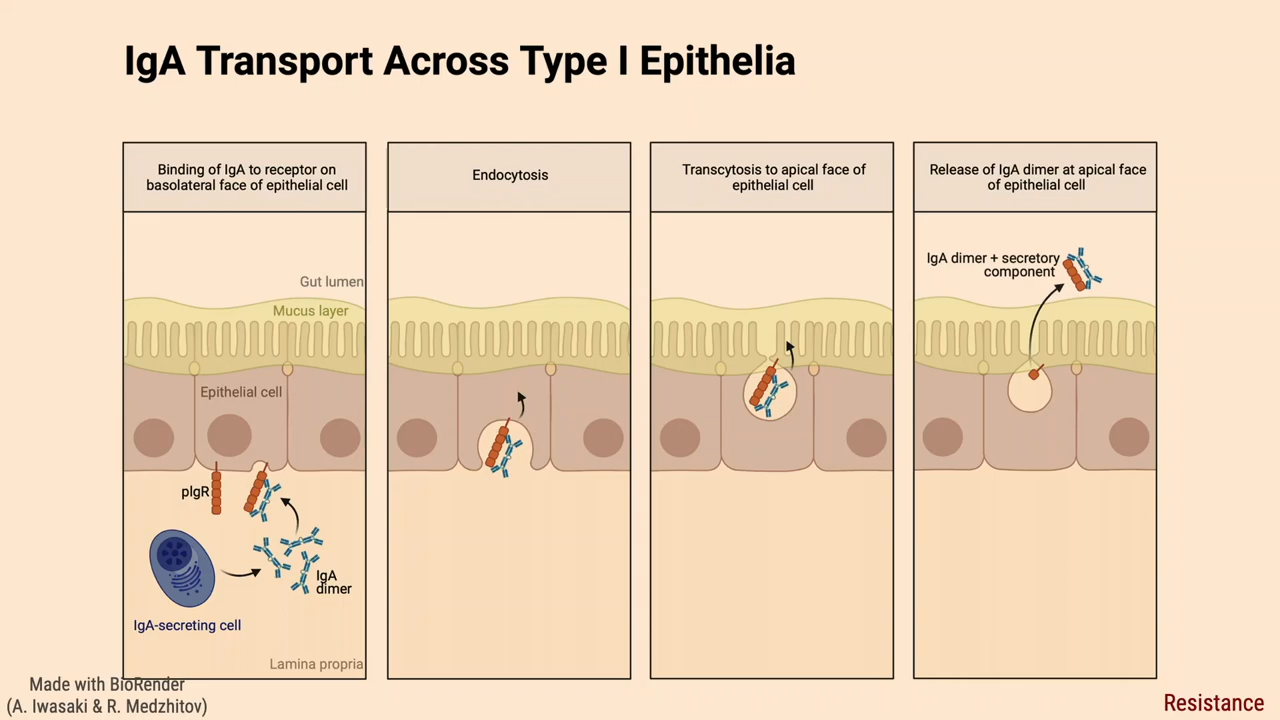 IgA Transport Across Type I Epithelia
Binding of IgA to receptor on
basolateral face of epithelial cell
Gut lumen
Mucus layer
Epithelial cell
pIgR
IgA
dimer
IgA-secreting cell
Lamina propria
Endocytosis
Transcytosis to apical face of
epithelial cell
Release of IgA dimer at apical face
of epithelial cell
IgA dimer + secretory
component
Made with BioRender
(A. Iwasaki & R. Medzhitov)
Resistance